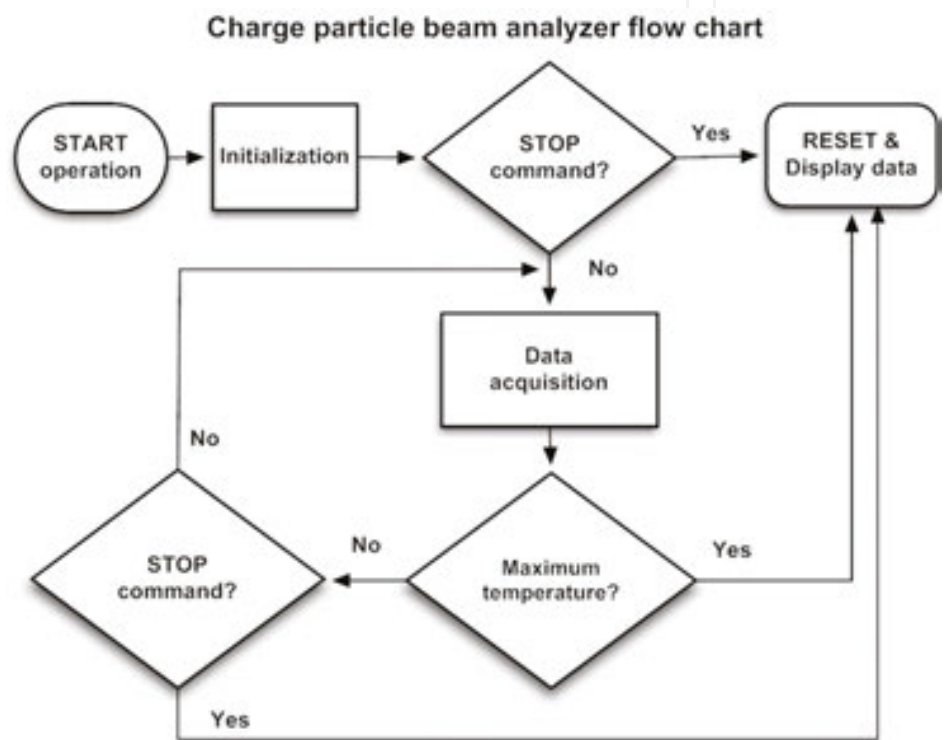 Charge particle beam analyzer flow chart
START
operation
Initialization
STOP
command?
Yes
RESET &
Display data
No
Data
acquisition
No
STOP
command?
No
Maximum
temperature?
Yes
Yes